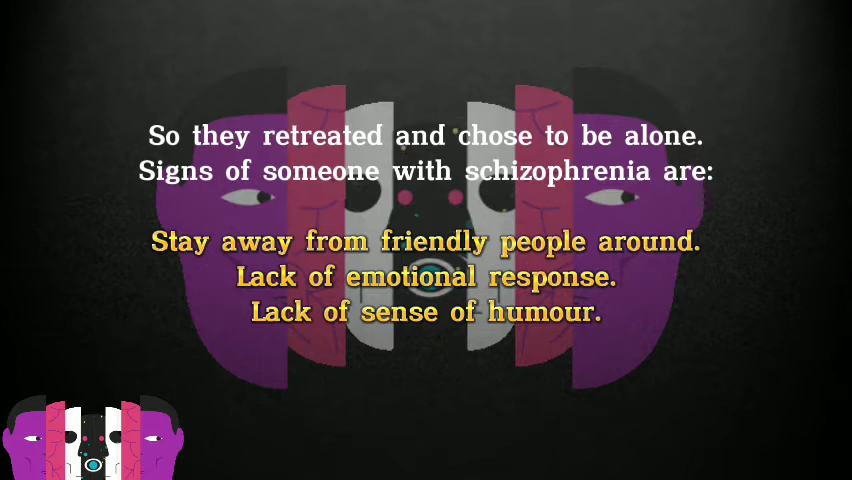 So they retreated and chose to be alone.
Signs of someone with schizophrenia are:
Stay away from friendly people around.
Lack of emotional response.
Lack of sense of humour.